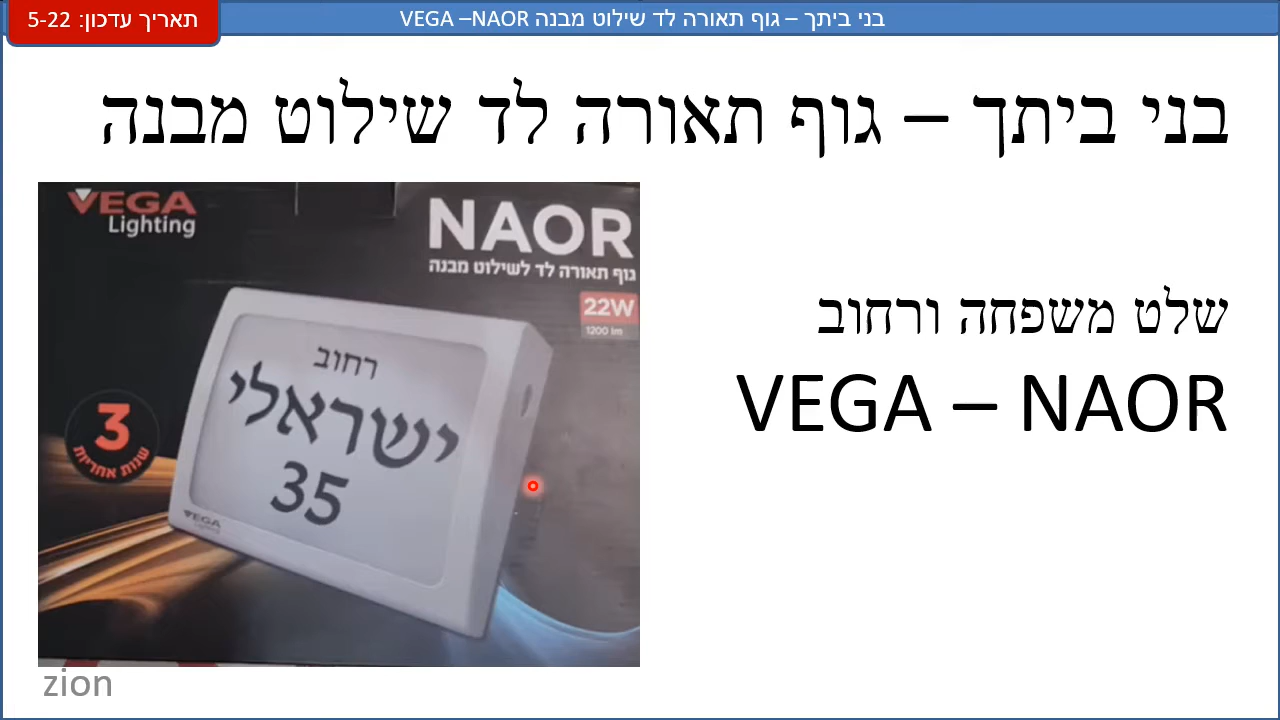 תאריך עדכון: 5-22
בני ביתך – גוף תאורה לד שילוט מבנה VEGA –NAOR
בני ביתך – גוף תאורה לד שילוט מבנה
VEGA
Lighting
NAOR
גוף תאורה לד לשילוט מבנה
22W
1200 lm
רחוב
ישראלי
35
VEGA
Lighting
3
שנות אחריות
שלט משפחה ורחוב
VEGA – NAOR
zion